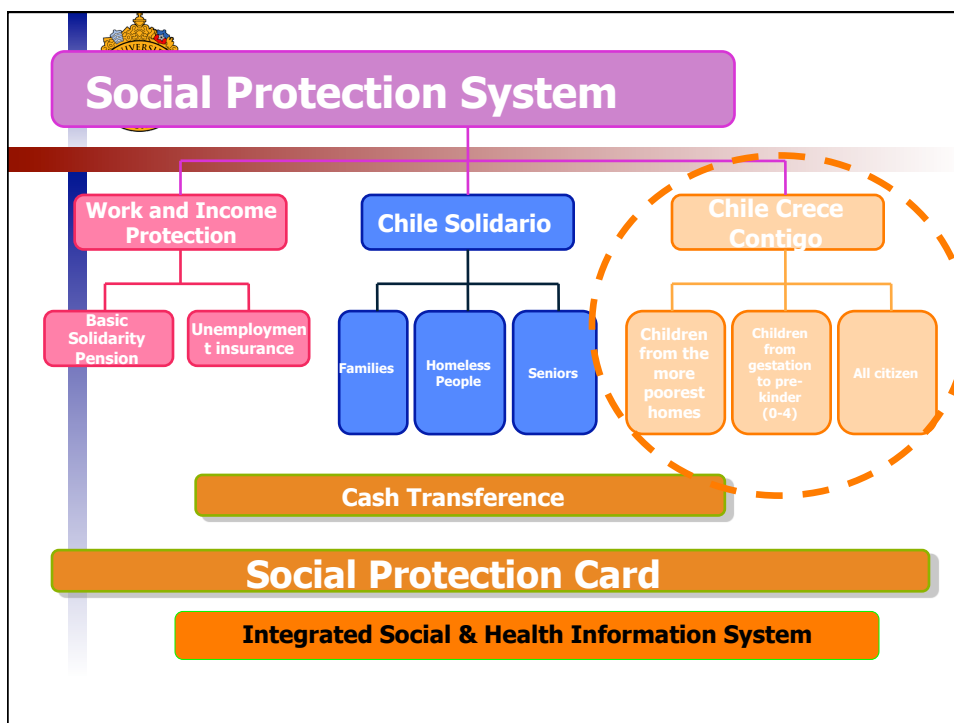 UNIVERSI
Social Protection System
Work and Income
Protection
Chile Solidario
Chile Crece
Contigo
Basic
Solidarity
Pension
Unemploymen
t insurance
Families
Homeless
People
Seniors
Children
from the
more
poorest
homes
Children
from
gestation
to pre-
kinder
(0-4)
All citizen
Cash Transference
Social Protection Card
Integrated Social & Health Information System